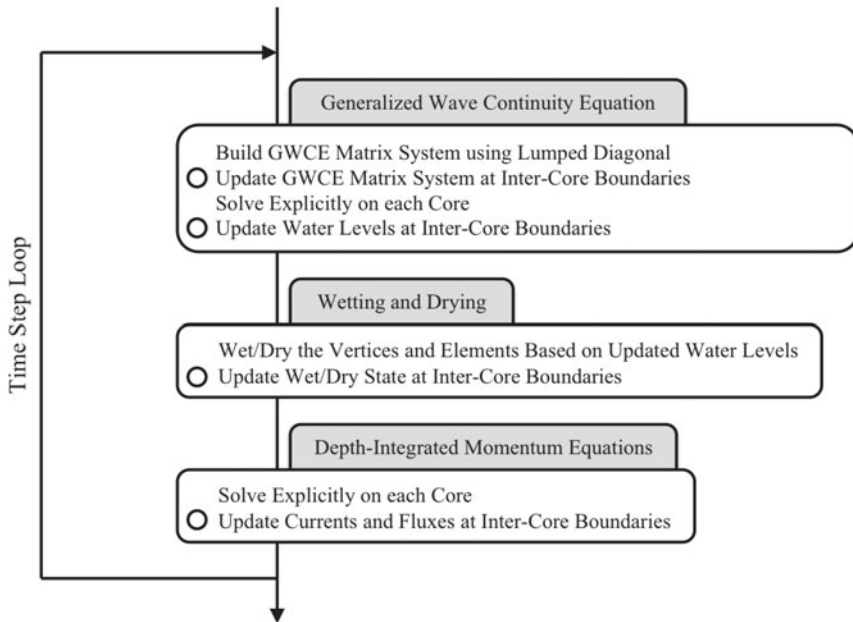 Generalized Wave Continuity Equation
Build GWCE Matrix System using Lumped Diagonal
Update GWCE Matrix System at Inter-Core Boundaries
Solve Explicitly on each Core
Update Water Levels at Inter-Core Boundaries
Time Step Loop
Wetting and Drying
Wet/Dry the Vertices and Elements Based on Updated Water Levels
Update Wet/Dry State at Inter-Core Boundaries
Depth-Integrated Momentum Equations
Solve Explicitly on each Core
Update Currents and Fluxes at Inter-Core Boundaries